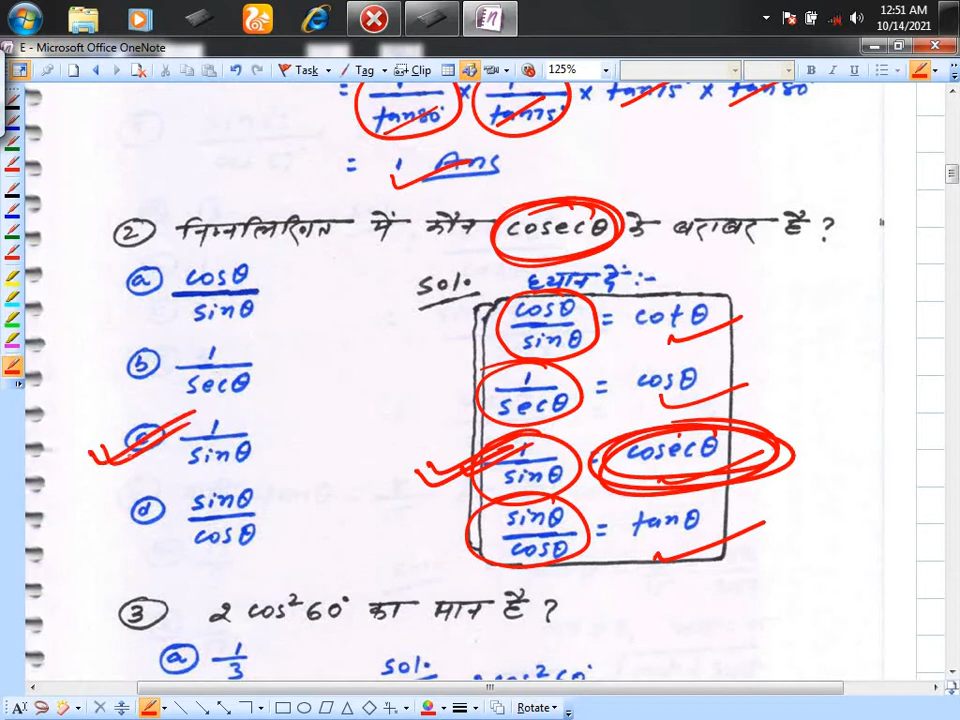 12:51 AM
10/14/2021
E - Microsoft Office OneNote
Task Tag Clip 125% B I U
= 1/tan80° × 1/tan75° × tan75° × tan80°
= 1 Ans
② निम्नलिखित में कौन cosecθ के बराबर है ?
ⓐ cosθ/sinθ
ⓑ 1/secθ
ⓒ 1/sinθ
ⓓ sinθ/cosθ
Sol. ध्यान दें :-
cosθ/sinθ = cotθ
1/secθ = cosθ
1/sinθ = cosecθ
sinθ/cosθ = tanθ
③ 2 cos²60° का मान है ?
ⓐ 1/3
sol. 2cos²60°
Rotate